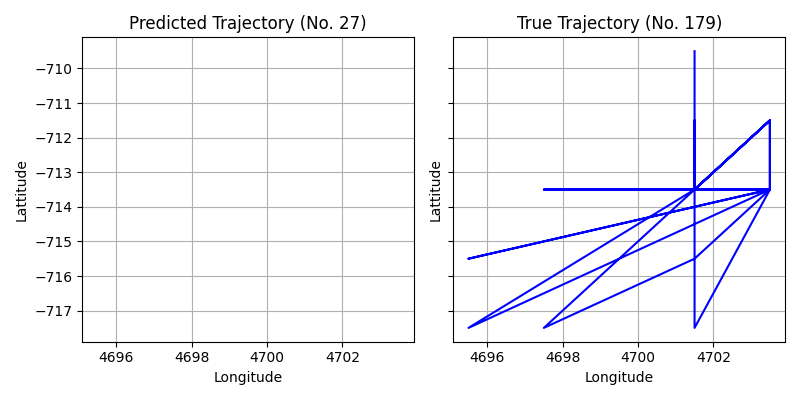 Predicted Trajectory (No. 27)
True Trajectory (No. 179)
Lattitude
−710
−711
−712
−713
−714
−715
−716
−717
4696
4698
4700
4702
Longitude
Lattitude
4696
4698
4700
4702
Longitude